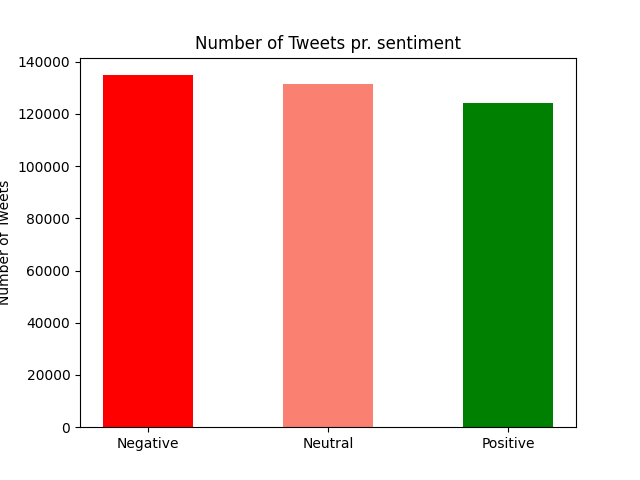 Number of Tweets pr. sentiment
Number of Tweets
140000
120000
100000
80000
60000
40000
20000
0
Negative Neutral Positive